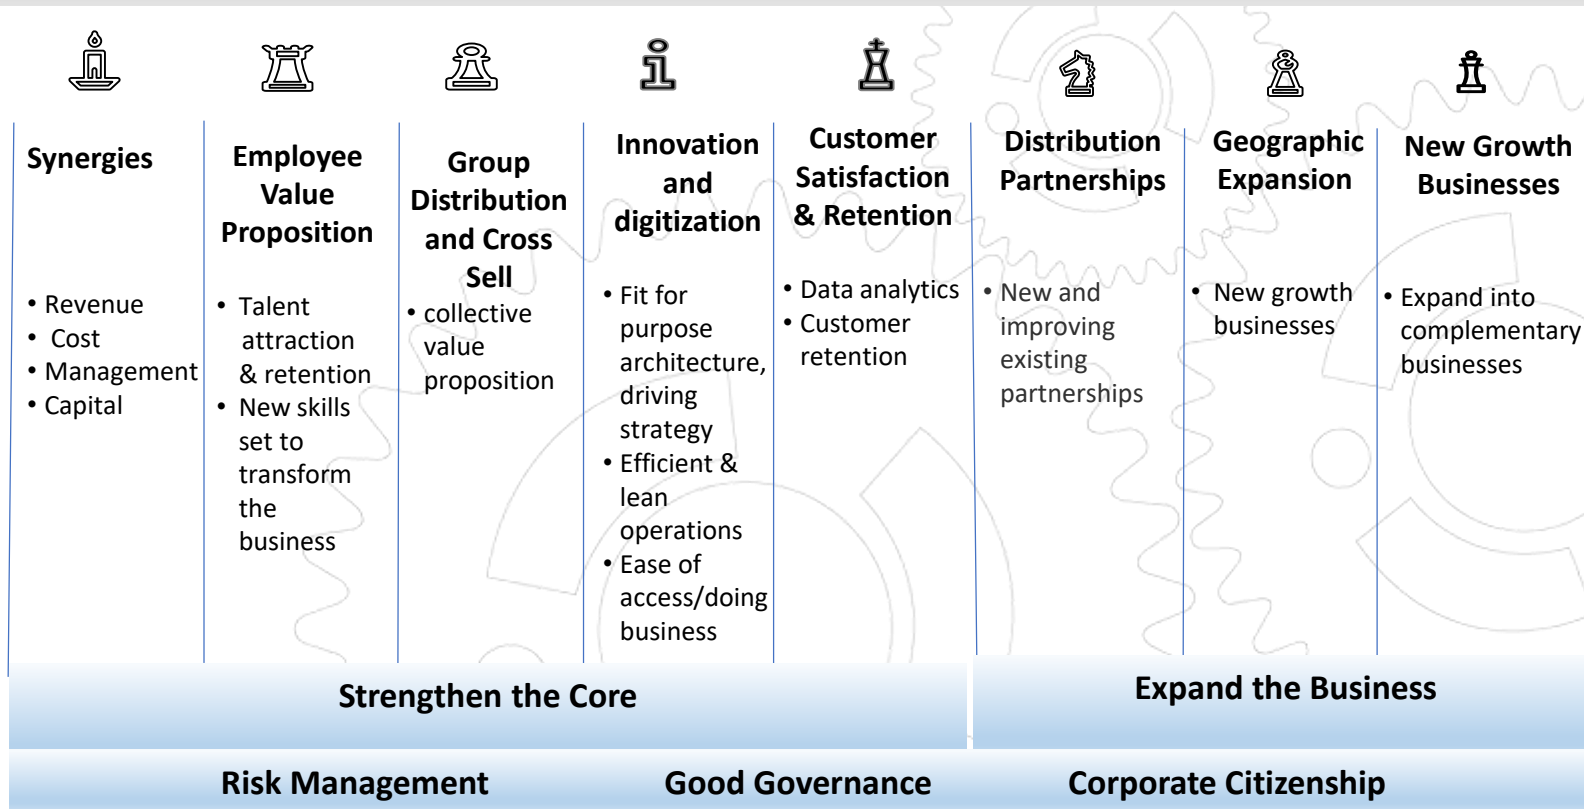 Synergies
• Revenue
• Cost
• Management
• Capital
Employee
Value
Proposition
• Talent
attraction
& retention
• New skills
set to
transform
the
business
Group
Distribution
and Cross
Sell
• collective
value
proposition
Innovation
and
digitization
• Fit for
purpose
architecture,
driving
strategy
• Efficient &
lean
operations
• Ease of
access/doing
business
Customer
Satisfaction
& Retention
• Data analytics
• Customer
retention
Distribution
Partnerships
• New and
improving
existing
partnerships
Geographic
Expansion
• New growth
businesses
New Growth
Businesses
• Expand into
complementary
businesses
Strengthen the Core
Expand the Business
Risk Management
Good Governance
Corporate Citizenship